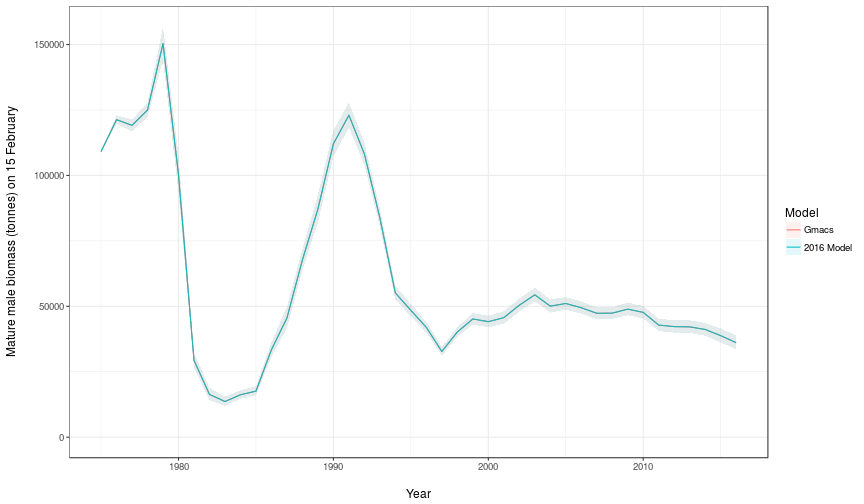 Mature male biomass (tonnes) on 15 February
150000
100000
50000
0
1980
1990
2000
2010
Year
Model
Gmacs
2016 Model